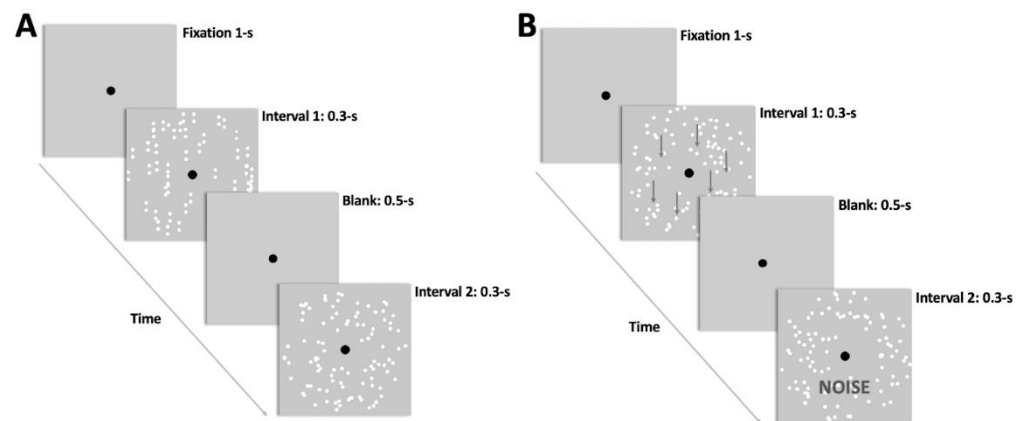 A
Fixation 1-s
Interval 1: 0.3-s
Blank: 0.5-s
Interval 2: 0.3-s
Time
B
Fixation 1-s
Interval 1: 0.3-s
Blank: 0.5-s
Interval 2: 0.3-s
NOISE
Time